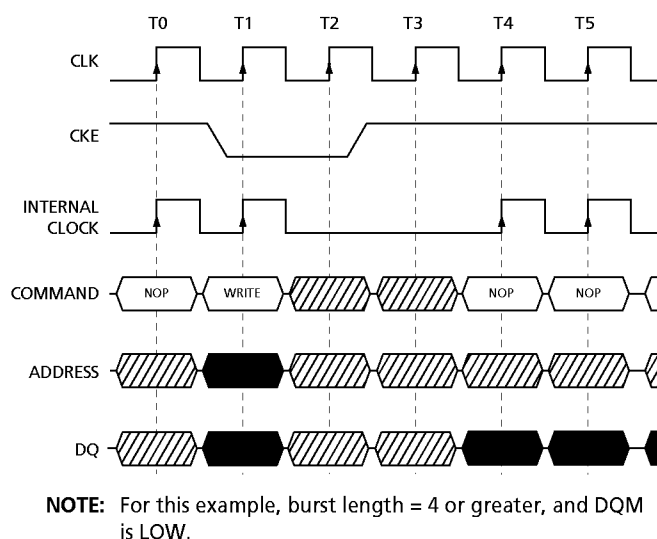 T0 T1 T2 T3 T4 T5
CLK
CKE
INTERNAL
CLOCK
COMMAND NOP WRITE NOP NOP
ADDRESS
DQ
NOTE: For this example, burst length = 4 or greater, and DQM
is LOW.